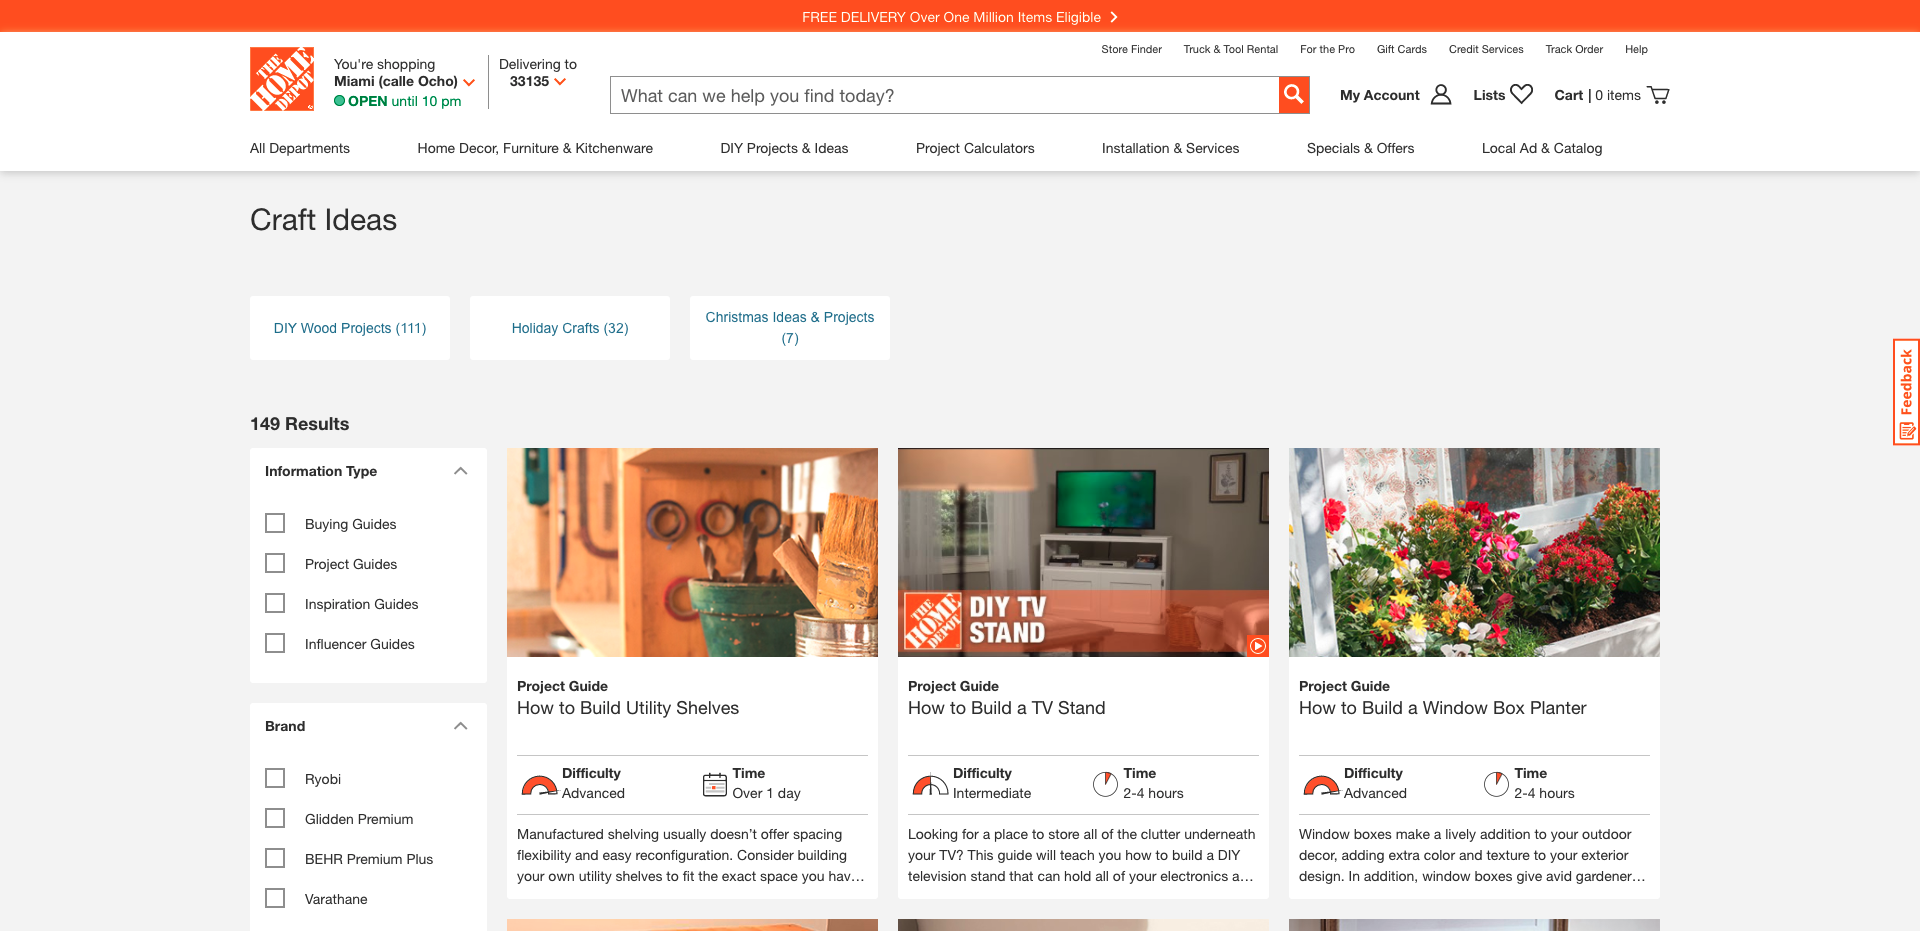 FREE DELIVERY Over One Million Items Eligible
THE HOME DEPOT
You're shopping
Miami (calle Ocho)
OPEN until 10 pm
Delivering to
33135
Store Finder
Truck & Tool Rental
For the Pro
Gift Cards
Credit Services
Track Order
Help
What can we help you find today?
My Account
Lists
Cart | 0 items
All Departments
Home Decor, Furniture & Kitchenware
DIY Projects & Ideas
Project Calculators
Installation & Services
Specials & Offers
Local Ad & Catalog
Craft Ideas
DIY Wood Projects (111)
Holiday Crafts (32)
Christmas Ideas & Projects
(7)
Feedback
149 Results
Information Type
Buying Guides
Project Guides
Inspiration Guides
Influencer Guides
Brand
Ryobi
Glidden Premium
BEHR Premium Plus
Varathane
Project Guide
How to Build Utility Shelves
Difficulty
Advanced
Time
Over 1 day
Manufactured shelving usually doesn’t offer spacing
flexibility and easy reconfiguration. Consider building
your own utility shelves to fit the exact space you hav…
THE HOME DEPOT
DIY TV
STAND
Project Guide
How to Build a TV Stand
Difficulty
Intermediate
Time
2-4 hours
Looking for a place to store all of the clutter underneath
your TV? This guide will teach you how to build a DIY
television stand that can hold all of your electronics a…
Project Guide
How to Build a Window Box Planter
Difficulty
Advanced
Time
2-4 hours
Window boxes make a lively addition to your outdoor
decor, adding extra color and texture to your exterior
design. In addition, window boxes give avid gardener…